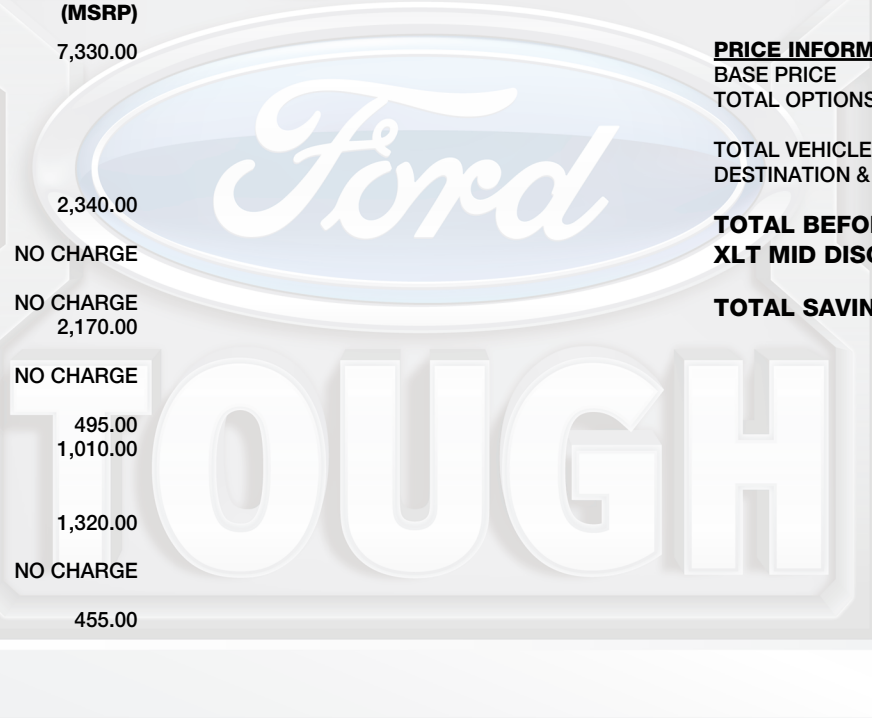 (MSRP)
7,330.00
2,340.00
NO CHARGE
NO CHARGE
2,170.00
NO CHARGE
495.00
1,010.00
1,320.00
NO CHARGE
455.00
PRICE INFORM
BASE PRICE
TOTAL OPTIONS
TOTAL VEHICLE
DESTINATION &
TOTAL BEFO
XLT MID DISC
TOTAL SAVIN
Ford
TOUGH